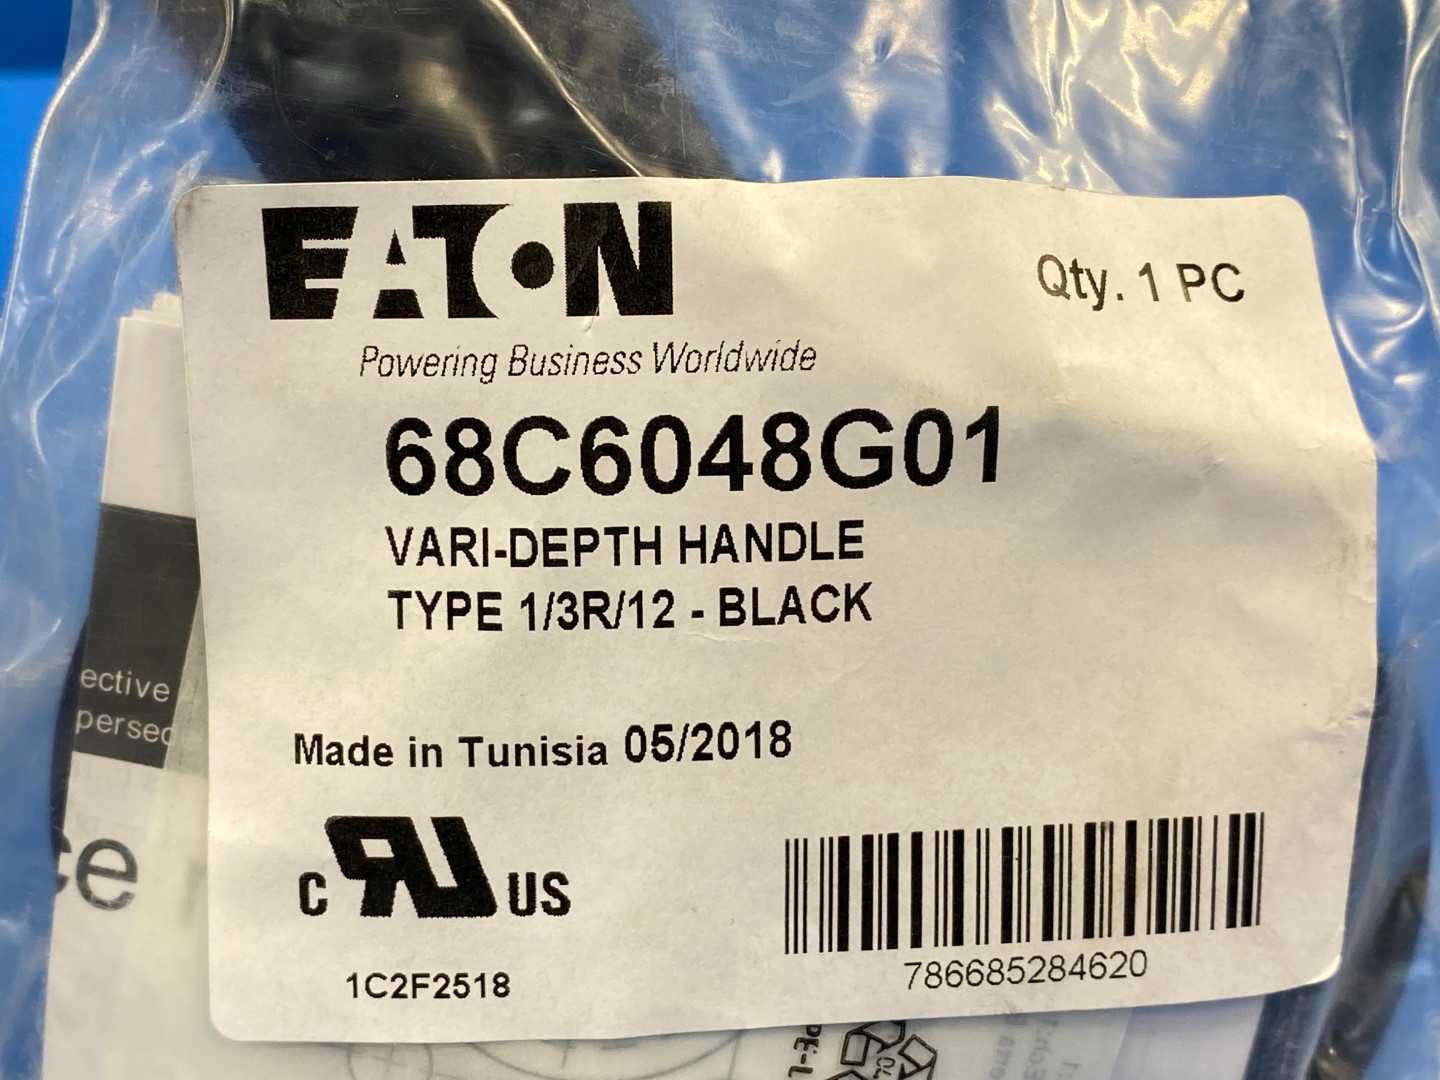 EATON
Qty. 1 PC
Powering Business Worldwide
68C6048G01
VARI-DEPTH HANDLE
TYPE 1/3R/12 - BLACK
ective
persec
Made in Tunisia 05/2018
ce
C RU US
1C2F2518
786685284620